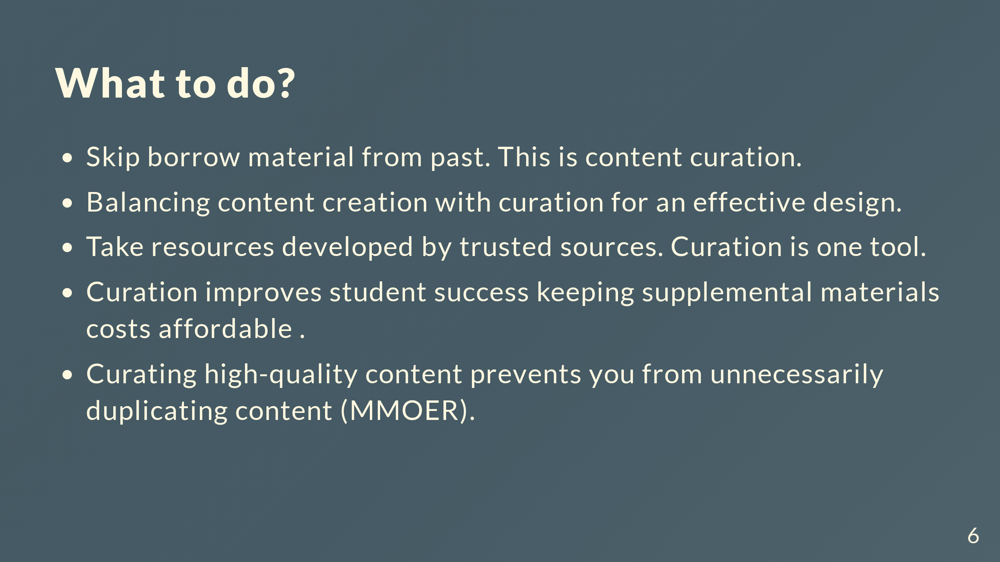 What to do?
• Skip borrow material from past. This is content curation.
• Balancing content creation with curation for an effective design.
• Take resources developed by trusted sources. Curation is one tool.
• Curation improves student success keeping supplemental materials
costs affordable .
• Curating high-quality content prevents you from unnecessarily
duplicating content (MMOER).
6